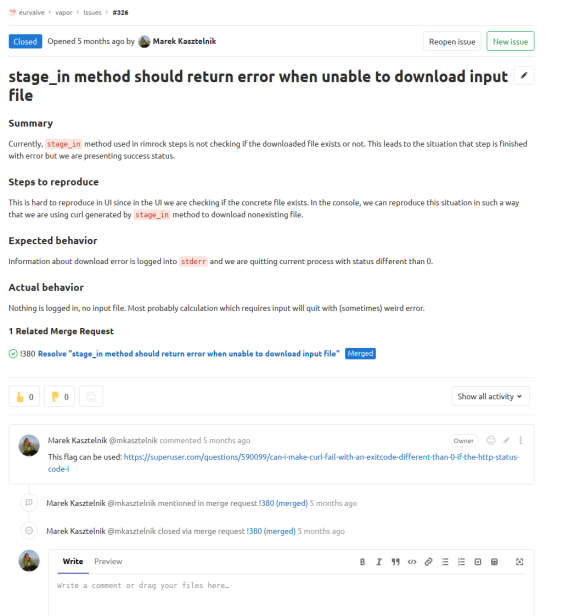 eurvalve > vapor > Issues > #326
Closed Opened 5 months ago by Marek Kasztelnik Reopen issue New issue
stage_in method should return error when unable to download input
file
Summary
Currently, stage_in method used in rimrock steps is not checking if the downloaded file exists or not. This leads to the situation that step is finished
with error but we are presenting success status.
Steps to reproduce
This is hard to reproduce in UI since in the UI we are checking if the concrete file exists. In the console, we can reproduce this situation in such a way
that we are using curl generated by stage_in method to download nonexisting file.
Expected behavior
Information about download error is logged into stderr and we are quitting current process with status different than 0.
Actual behavior
Nothing is logged in, no input file. Most probably calculation which requires input will quit with (sometimes) weird error.
1 Related Merge Request
!380 Resolve "stage_in method should return error when unable to download input file" Merged
0 0 Show all activity
Marek Kasztelnik @mkasztelnik commented 5 months ago Owner
This flag can be used: https://superuser.com/questions/590099/can-i-make-curl-fail-with-an-exitcode-different-than-0-if-the-http-status-
code-i
Marek Kasztelnik @mkasztelnik mentioned in merge request !380 (merged) 5 months ago
Marek Kasztelnik @mkasztelnik closed via merge request !380 (merged) 5 months ago
Write Preview B I
Write a comment or drag your files here…